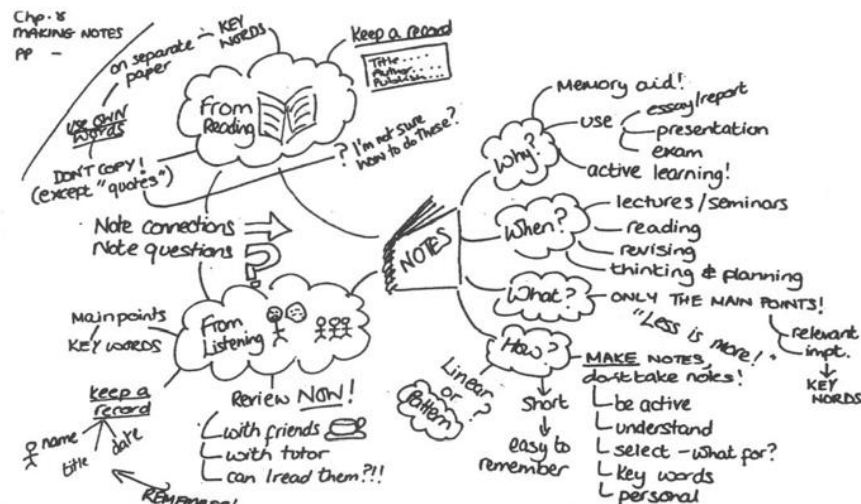 Chp. 8
MAKING NOTES
PP –
on separate paper
KEY WORDS
USE OWN WORDS
DON'T COPY!
(except "quotes")
From Reading
keep a record
Title....
Author....
Publish....
? I'm not sure
how to do these?
Note connections
Note questions
?
From Listening
Main points
KEY WORDS
keep a record
name
title
date
REMEMBER!
Review NOW!
with friends
with tutor
can I read them?!!
NOTES
Why?
Memory aid!
use
essay/report
presentation
exam
active learning!
When?
lectures/seminars
reading
revising
thinking & planning
What?
ONLY THE MAIN POINTS!
"Less is more!"
relevant
impt.
KEY WORDS
How?
Linear or Pattern?
Short
easy to remember
MAKE NOTES,
don't take notes!
be active
understand
select – what for?
key words
personal